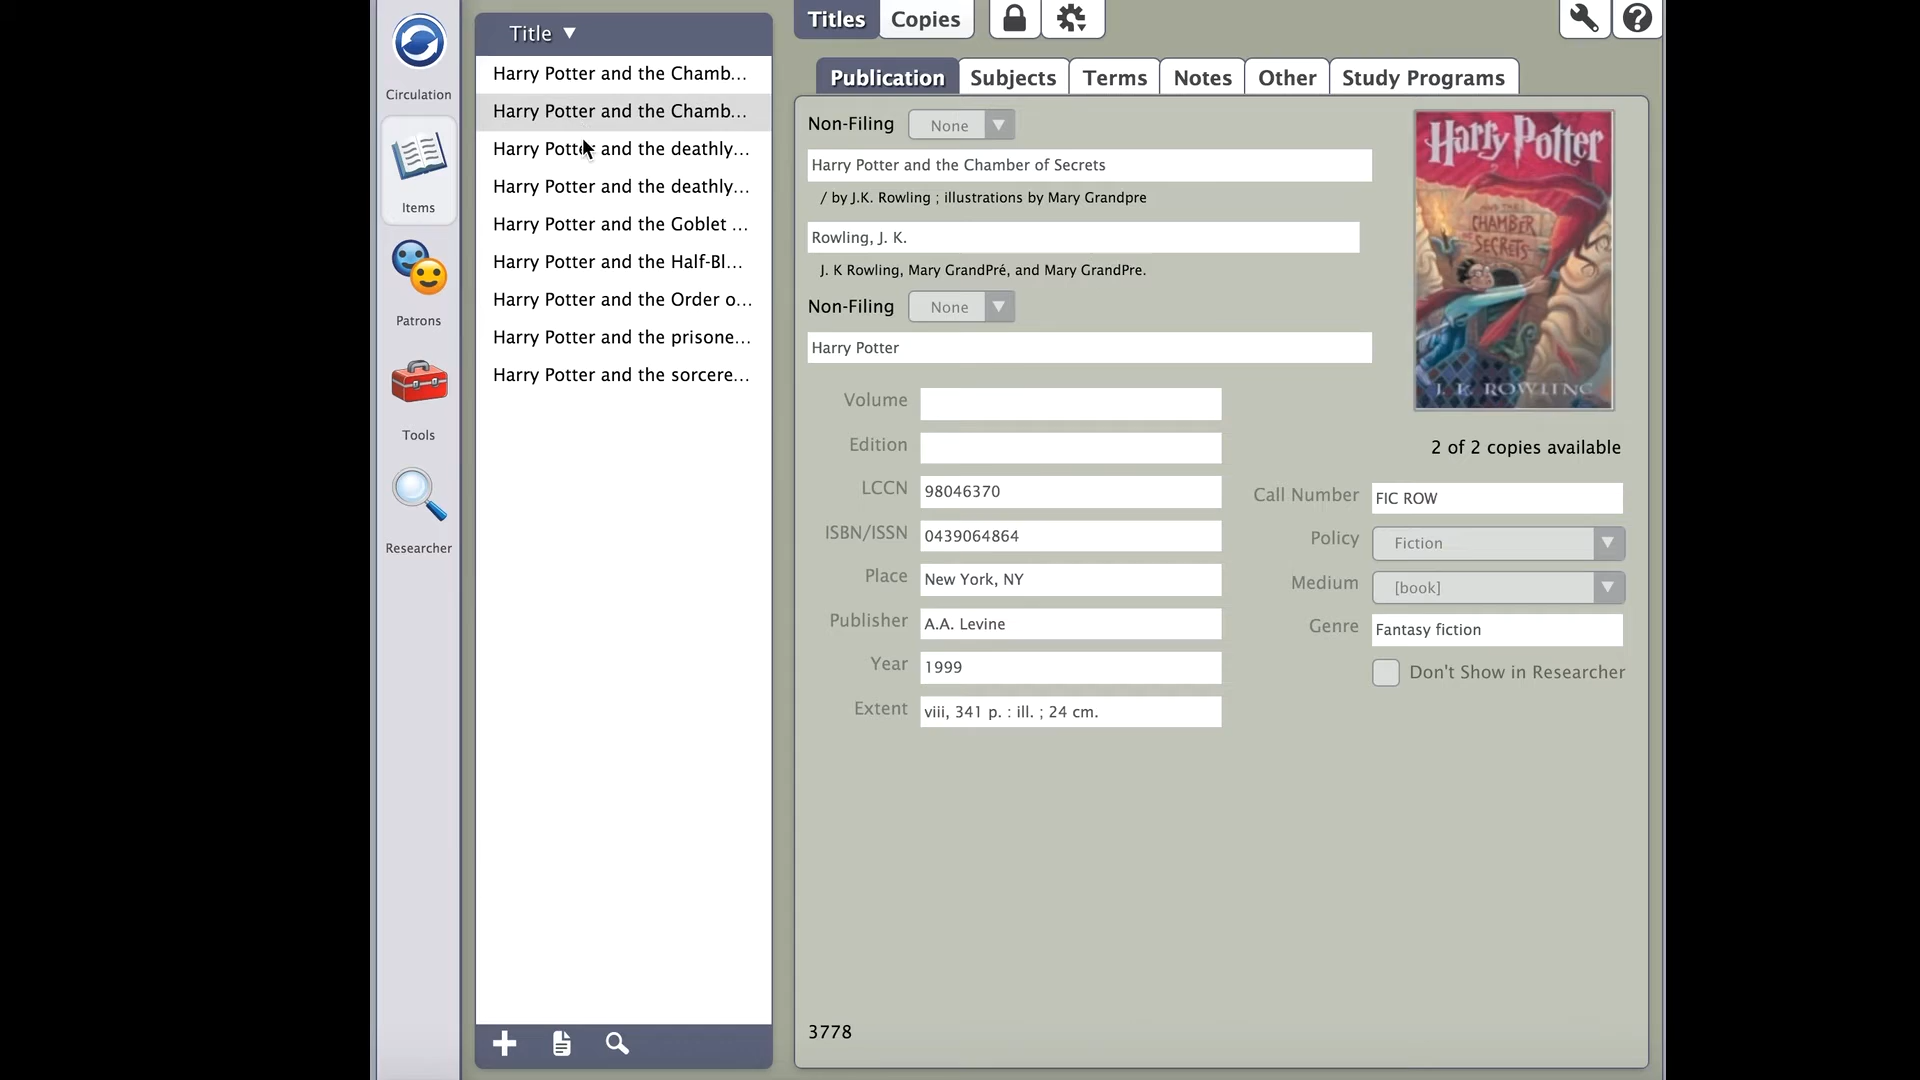 Circulation
Items
Patrons
Tools
Researcher
Title ▼
Harry Potter and the Chamb...
Harry Potter and the Chamb...
Harry Potter and the deathly...
Harry Potter and the deathly...
Harry Potter and the Goblet ...
Harry Potter and the Half-Bl...
Harry Potter and the Order o...
Harry Potter and the prisone...
Harry Potter and the sorcere...
Titles Copies
Publication Subjects Terms Notes Other Study Programs
Non-Filing None
Harry Potter and the Chamber of Secrets
/ by J.K. Rowling ; illustrations by Mary Grandpre
Rowling, J. K.
J. K Rowling, Mary GrandPré, and Mary GrandPre.
Non-Filing None
Harry Potter
Volume
Edition
LCCN 98046370
ISBN/ISSN 0439064864
Place New York, NY
Publisher A.A. Levine
Year 1999
Extent viii, 341 p. : ill. ; 24 cm.
Harry Potter
AND THE
CHAMBER
OF
SECRETS
J. K. ROWLING
2 of 2 copies available
Call Number FIC ROW
Policy Fiction
Medium [book]
Genre Fantasy fiction
Don't Show in Researcher
3778